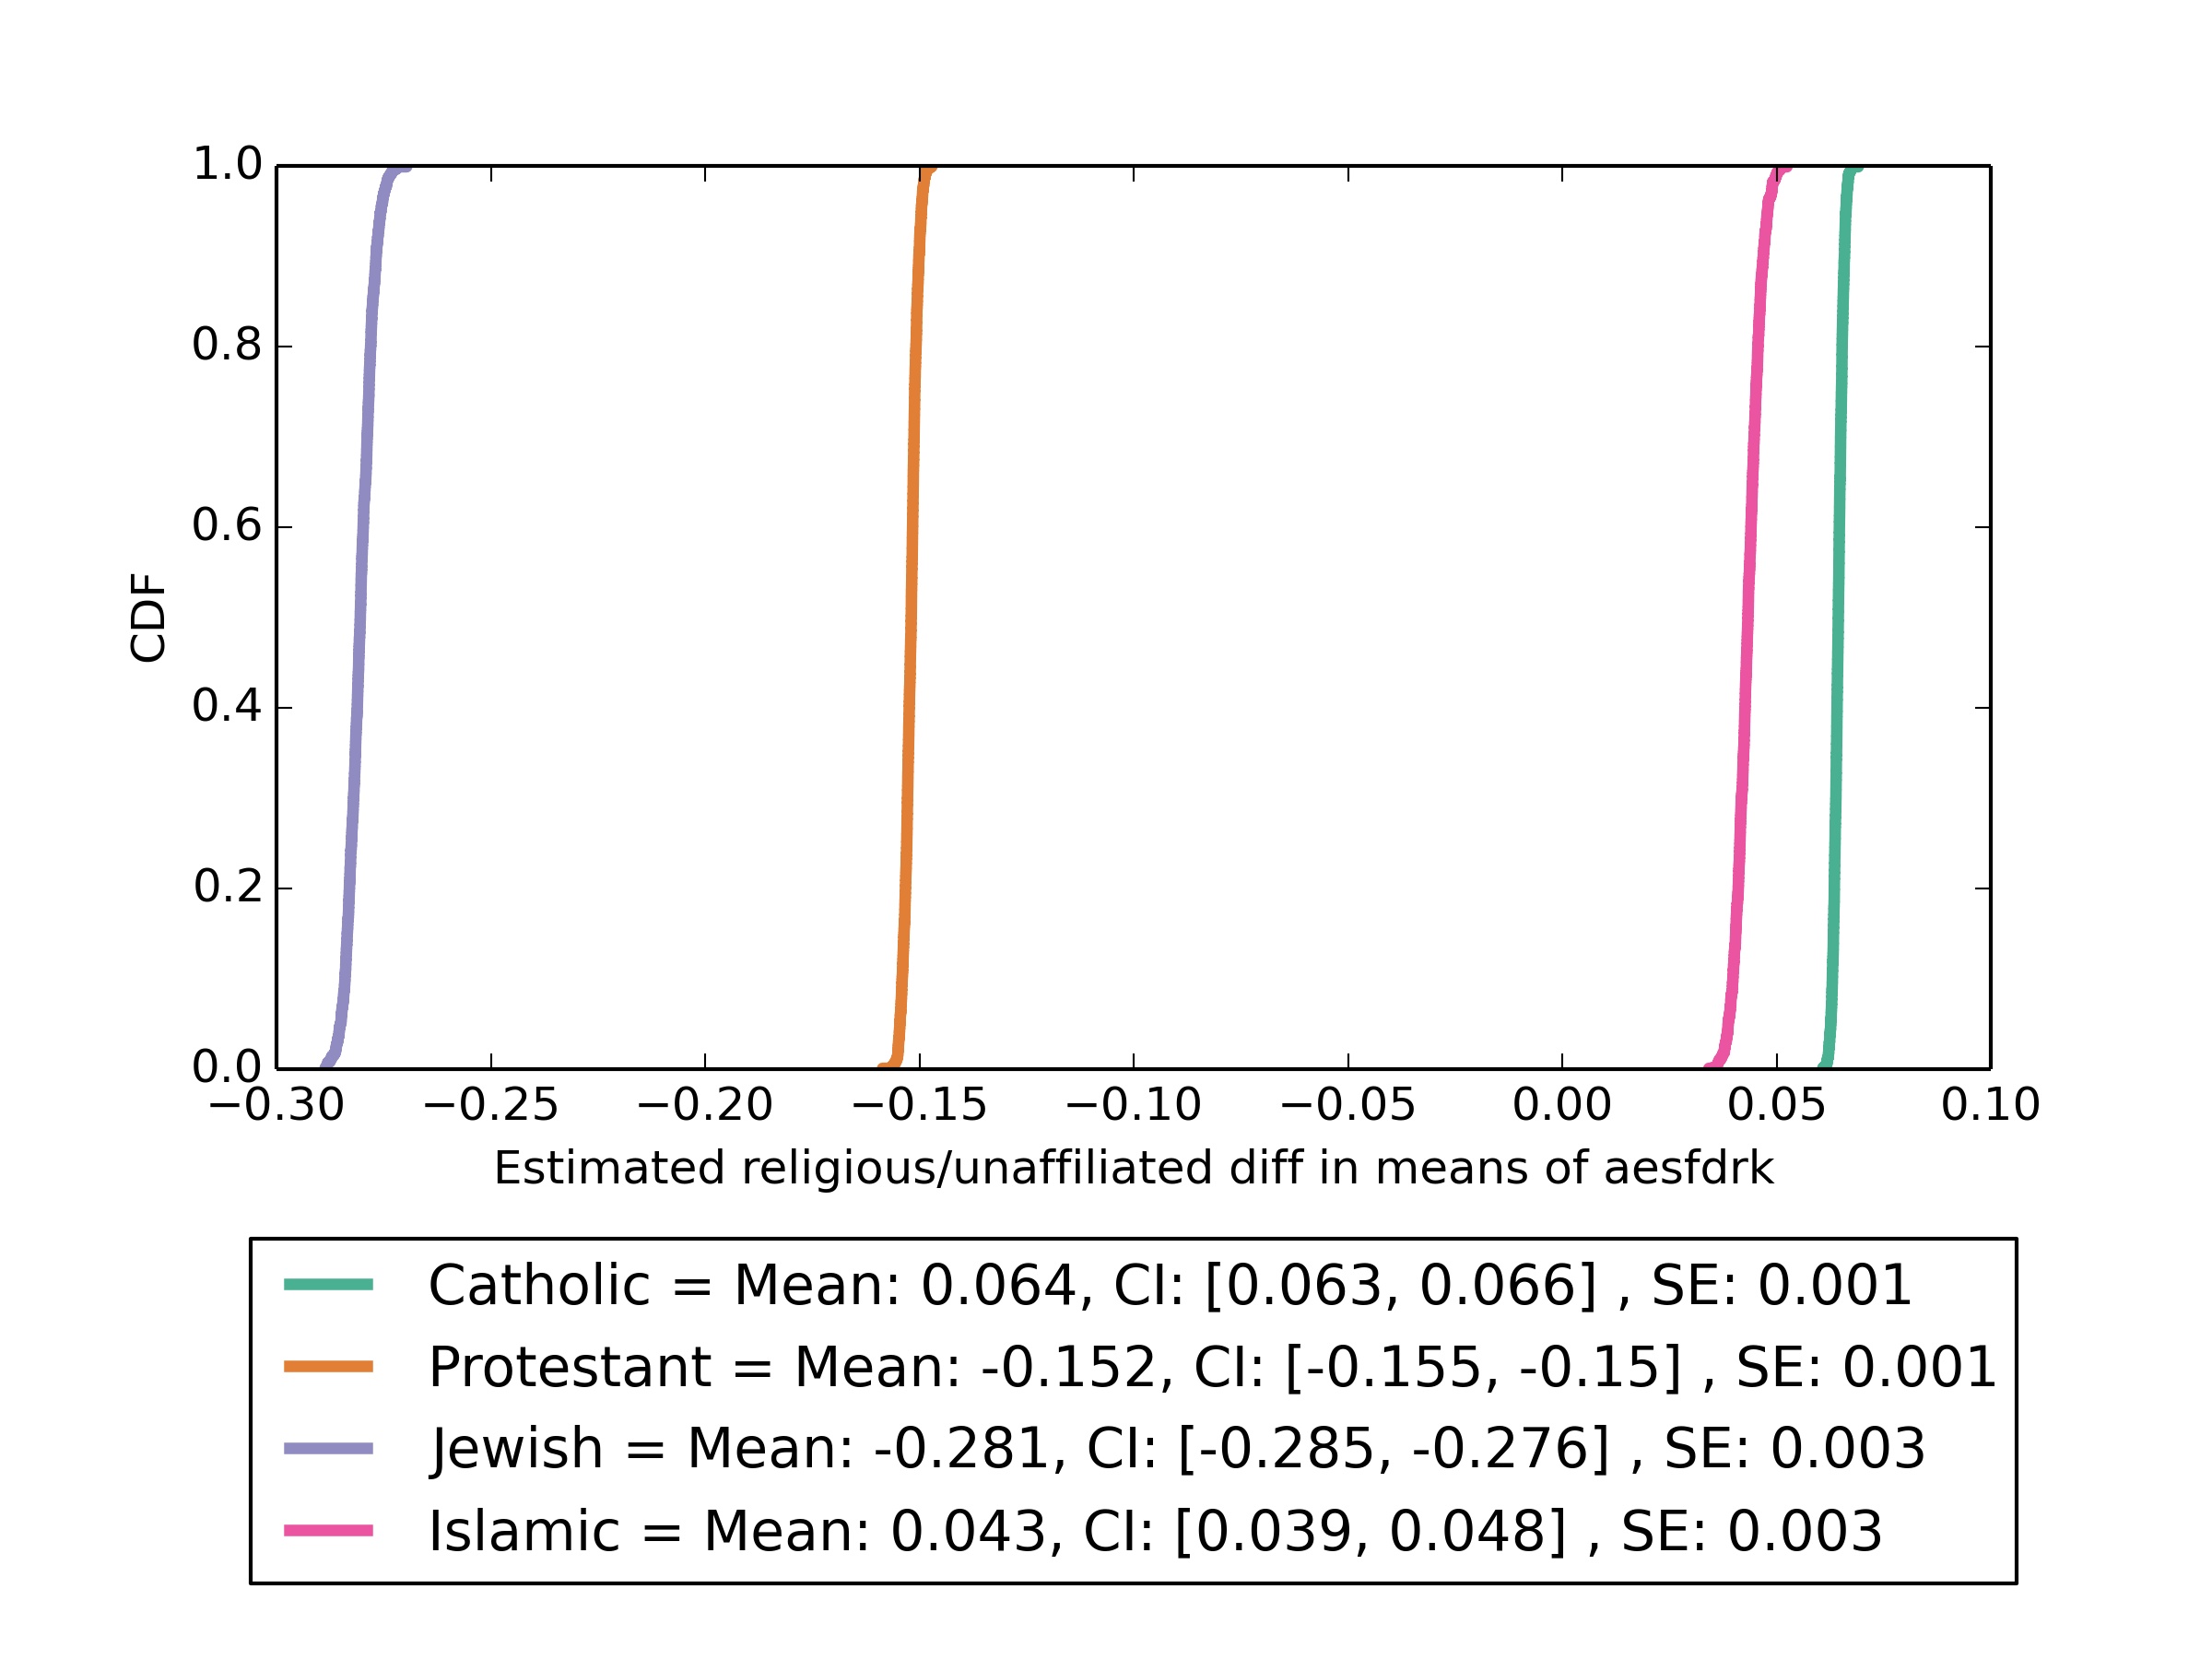 1.0
0.8
0.6
0.4
0.2
0.0
CDF
−0.30 −0.25 −0.20 −0.15 −0.10 −0.05 0.00 0.05 0.10
Estimated religious/unaffiliated diff in means of aesfdrk
Catholic = Mean: 0.064, CI: [0.063, 0.066] , SE: 0.001
Protestant = Mean: -0.152, CI: [-0.155, -0.15] , SE: 0.001
Jewish = Mean: -0.281, CI: [-0.285, -0.276] , SE: 0.003
Islamic = Mean: 0.043, CI: [0.039, 0.048] , SE: 0.003